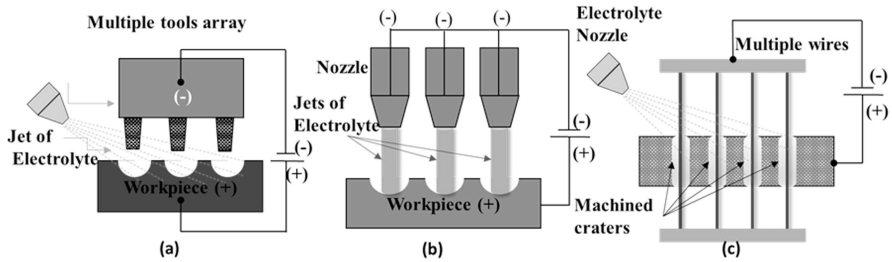 Multiple tools array
(-)
Jet of
Electrolyte
(-)
(+)
Workpiece (+)
(a)
(-)
(-)
(-)
Nozzle
Jets of
Electrolyte
(-)
(+)
Workpiece (+)
(b)
Electrolyte
Nozzle
Multiple wires
(-)
(+)
Machined
craters
(c)